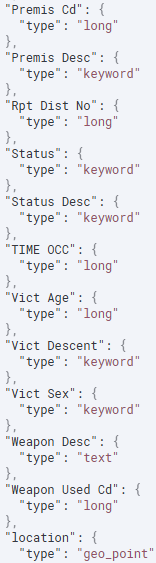 "Premis Cd": {
"type": "long"
},
"Premis Desc": {
"type": "keyword"
},
"Rpt Dist No": {
"type": "long"
},
"Status": {
"type": "keyword"
},
"Status Desc": {
"type": "keyword"
},
"TIME OCC": {
"type": "long"
},
"Vict Age": {
"type": "long"
},
"Vict Descent": {
"type": "keyword"
},
"Vict Sex": {
"type": "keyword"
},
"Weapon Desc": {
"type": "text"
},
"Weapon Used Cd": {
"type": "long"
},
"location": {
"type": "geo_point"